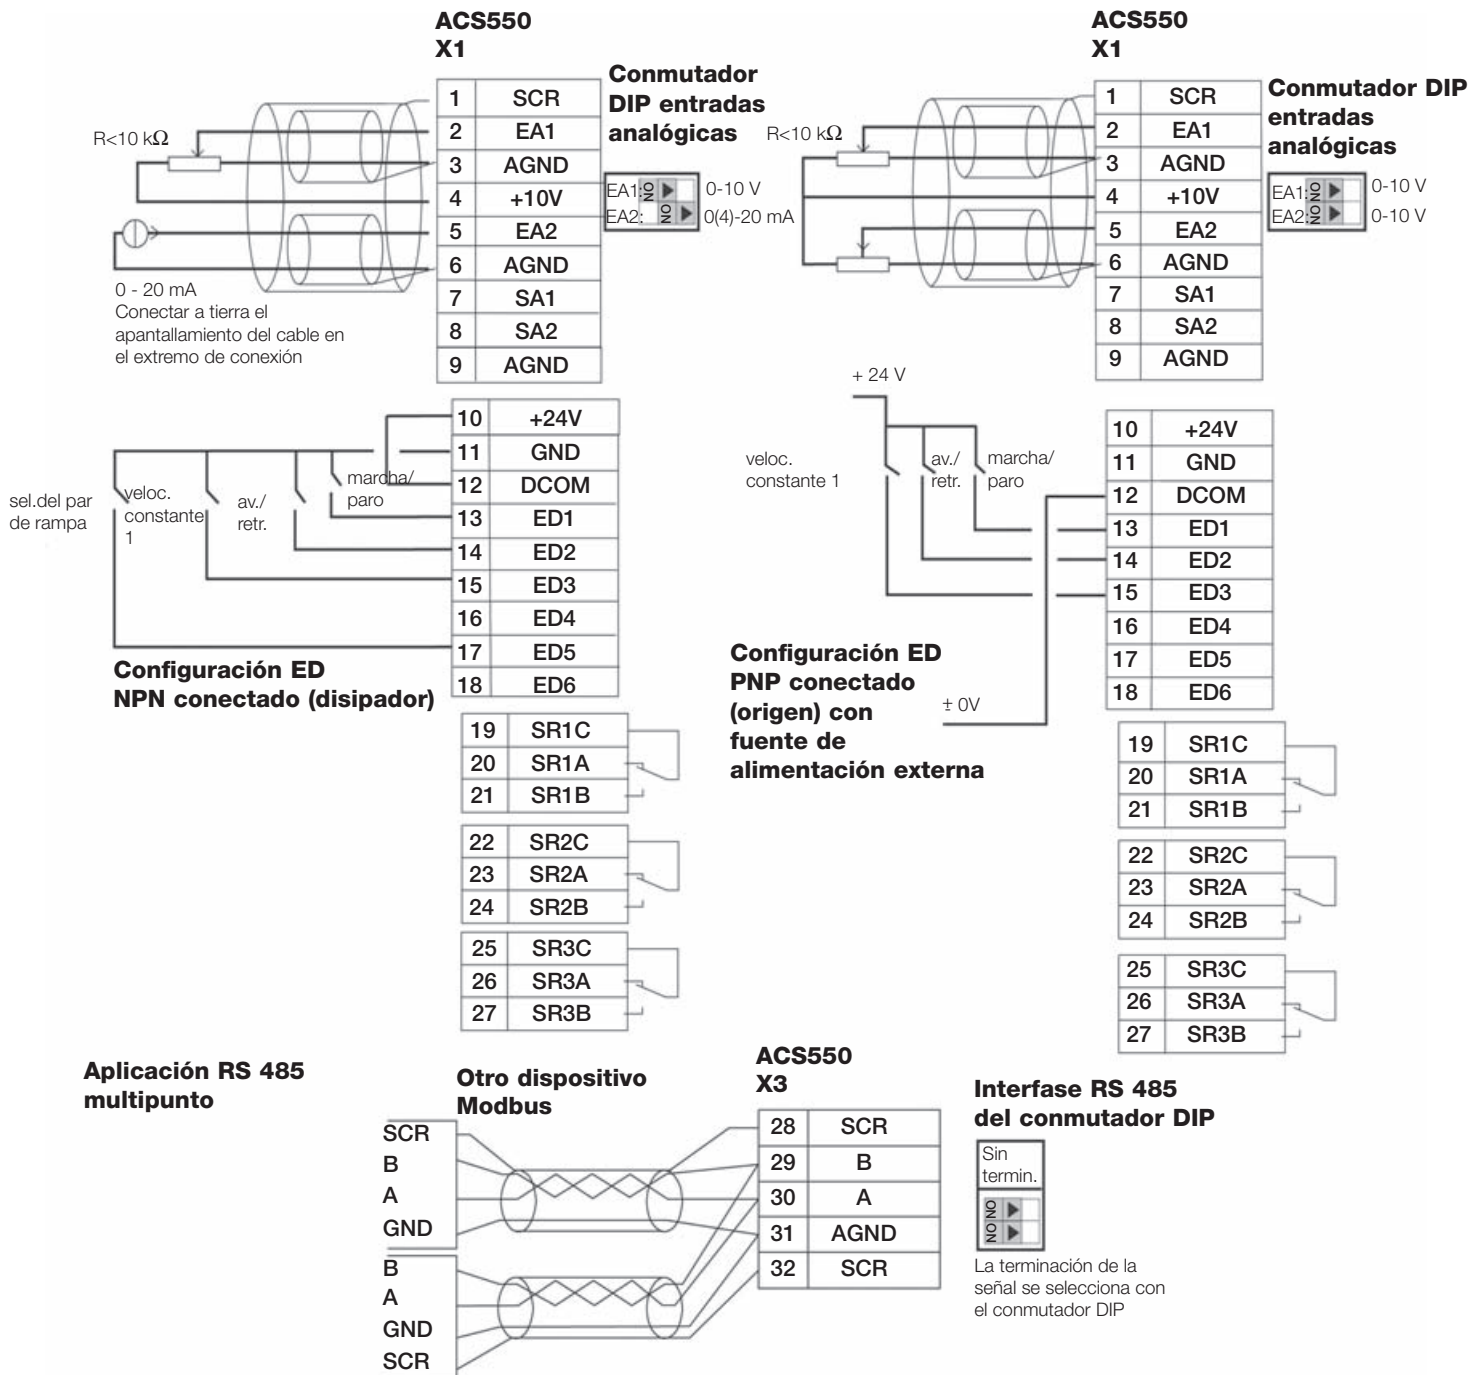 ACS550
X1
Conmutador
DIP entradas
analógicas
R<10 kΩ
1 SCR
2 EA1
3 AGND
4 +10V
5 EA2
6 AGND
7 SA1
8 SA2
9 AGND
EA1: NO 0-10 V
EA2: NO 0(4)-20 mA
0 - 20 mA
Conectar a tierra el
apantallamiento del cable en
el extremo de conexión
10 +24V
11 GND
12 DCOM
13 ED1
14 ED2
15 ED3
16 ED4
17 ED5
18 ED6
sel.del par
de rampa
veloc.
constante
1
av./
retr.
marcha/
paro
Configuración ED
NPN conectado (disipador)
19 SR1C
20 SR1A
21 SR1B
22 SR2C
23 SR2A
24 SR2B
25 SR3C
26 SR3A
27 SR3B
ACS550
X1
Conmutador DIP
entradas
analógicas
R<10 kΩ
1 SCR
2 EA1
3 AGND
4 +10V
5 EA2
6 AGND
7 SA1
8 SA2
9 AGND
EA1: NO 0-10 V
EA2: NO 0-10 V
+ 24 V
veloc.
constante 1
av./
retr.
marcha/
paro
10 +24V
11 GND
12 DCOM
13 ED1
14 ED2
15 ED3
16 ED4
17 ED5
18 ED6
Configuración ED
PNP conectado
(origen) con
fuente de
alimentación externa
± 0V
19 SR1C
20 SR1A
21 SR1B
22 SR2C
23 SR2A
24 SR2B
25 SR3C
26 SR3A
27 SR3B
Aplicación RS 485
multipunto
Otro dispositivo
Modbus
SCR
B
A
GND
B
A
GND
SCR
ACS550
X3
28 SCR
29 B
30 A
31 AGND
32 SCR
Interfase RS 485
del conmutador DIP
Sin
termin.
NO NO
La terminación de la
señal se selecciona con
el conmutador DIP